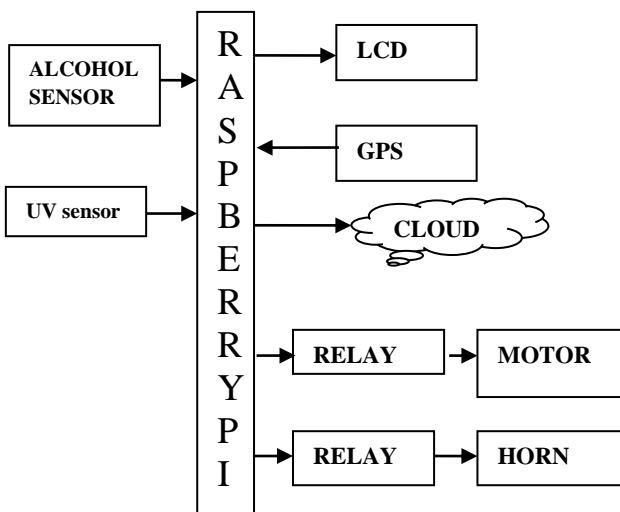 ALCOHOL
SENSOR
UV sensor
R
A
S
P
B
E
R
R
Y
P
I
LCD
GPS
CLOUD
RELAY
MOTOR
RELAY
HORN